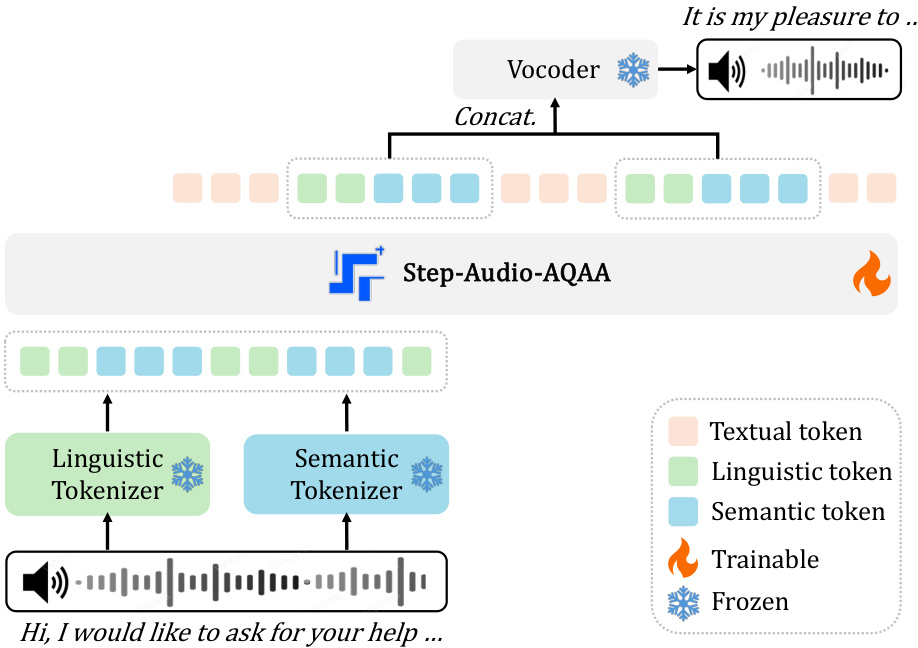 It is my pleasure to ..
Vocoder
Concat.
Step-Audio-AQAA
Linguistic
Tokenizer
Semantic
Tokenizer
Hi, I would like to ask for your help ...
Textual token
Linguistic token
Semantic token
Trainable
Frozen